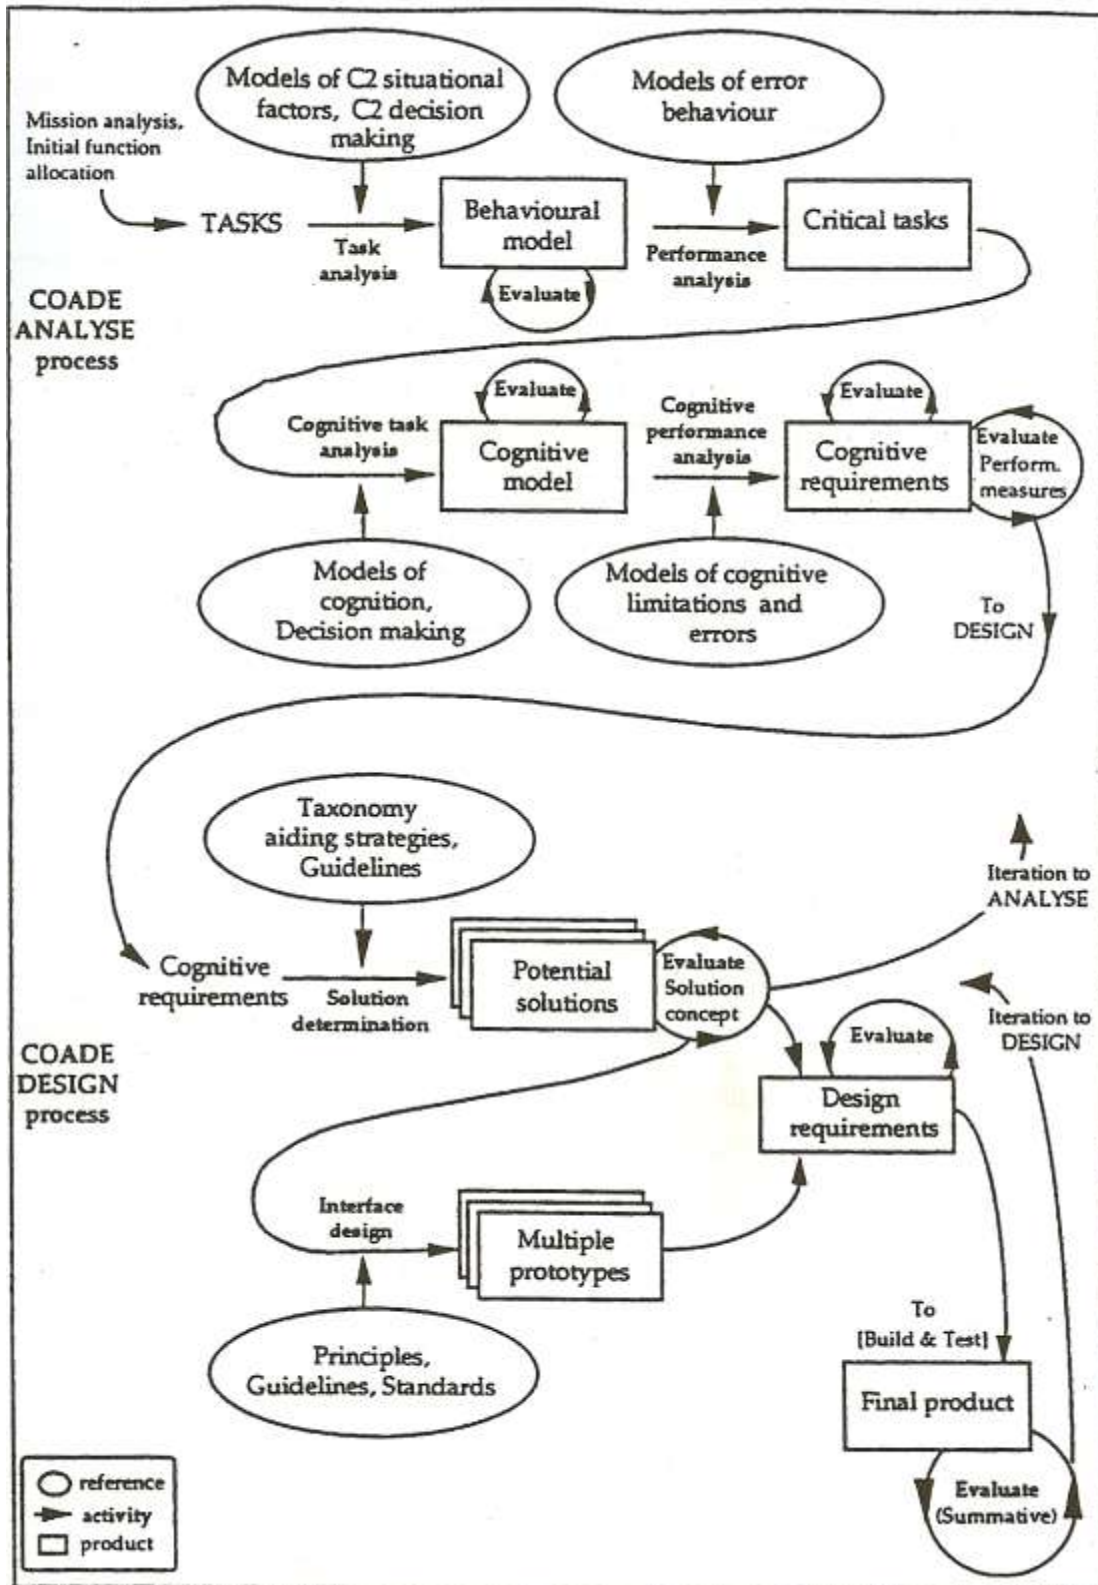 Models of C2 situational
factors, C2 decision
making
Models of error
behaviour
Mission analysis,
Initial function
allocation
TASKS
Task
analysis
Behavioural
model
Evaluate
Performance
analysis
Critical tasks
COADE
ANALYSE
process
Cognitive task
analysis
Evaluate
Cognitive
model
Cognitive
performance
analysis
Evaluate
Cognitive
requirements
Evaluate
Perform.
measures
Models of
cognition,
Decision making
Models of cognitive
limitations and
errors
To
DESIGN
Taxonomy
aiding strategies,
Guidelines
Iteration to
ANALYSE
Cognitive
requirements
Solution
determination
Potential
solutions
Evaluate
Solution
concept
Iteration to
DESIGN
COADE
DESIGN
process
Evaluate
Design
requirements
Interface
design
Multiple
prototypes
Principles,
Guidelines, Standards
To
[Build & Test]
Final product
Evaluate
(Summative)
reference
activity
product